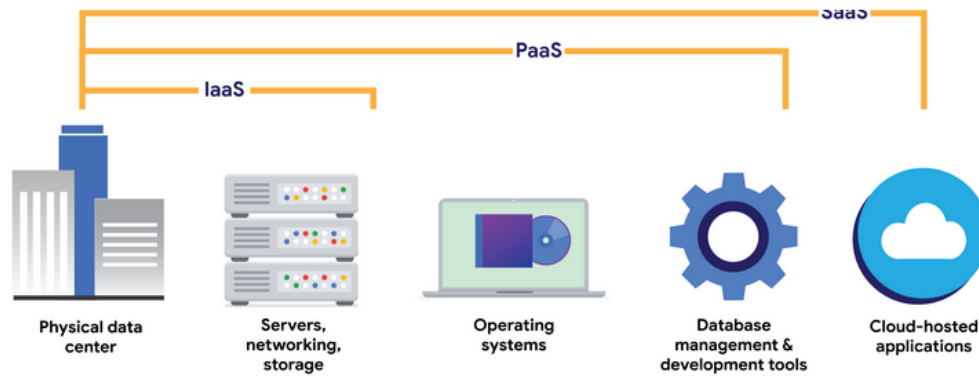 SaaS
PaaS
IaaS
Physical data
center
Servers,
networking,
storage
Operating
systems
Database
management &
development tools
Cloud-hosted
applications